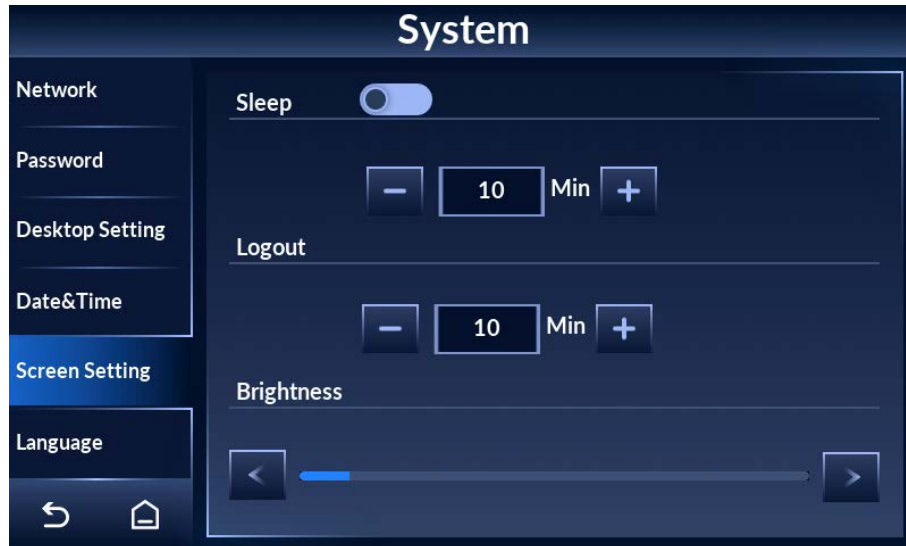 System
Network
Password
Desktop Setting
Date&Time
Screen Setting
Language
Sleep
10 Min
Logout
10 Min
Brightness